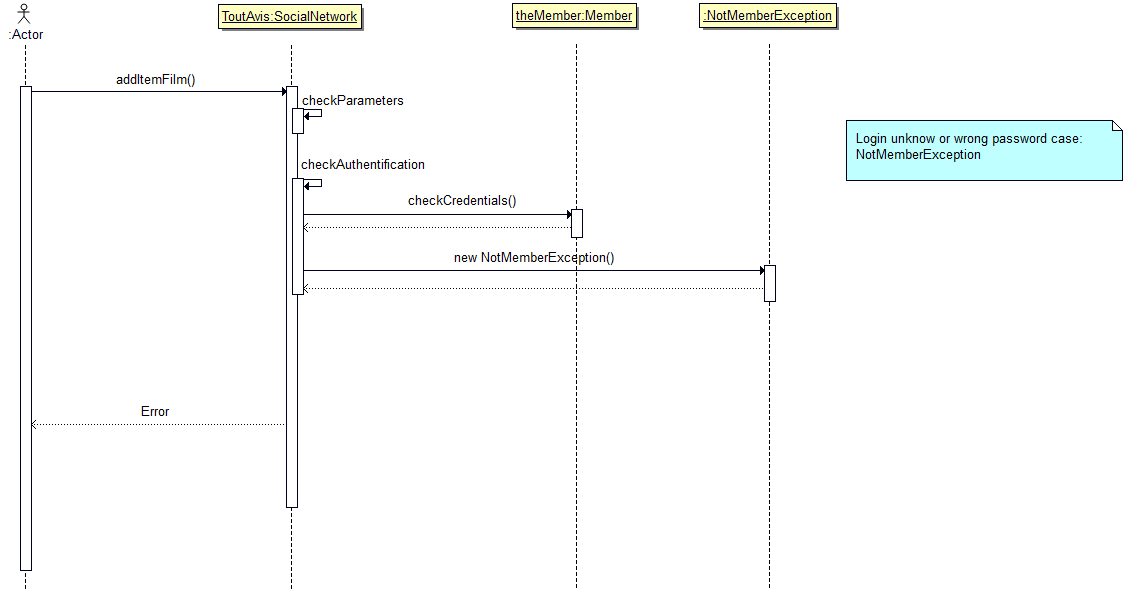 :Actor
ToutAvis:SocialNetwork
theMember:Member
:NotMemberException
addItemFilm()
checkParameters
Login unknow or wrong password case:
NotMemberException
checkAuthentification
checkCredentials()
new NotMemberException()
Error